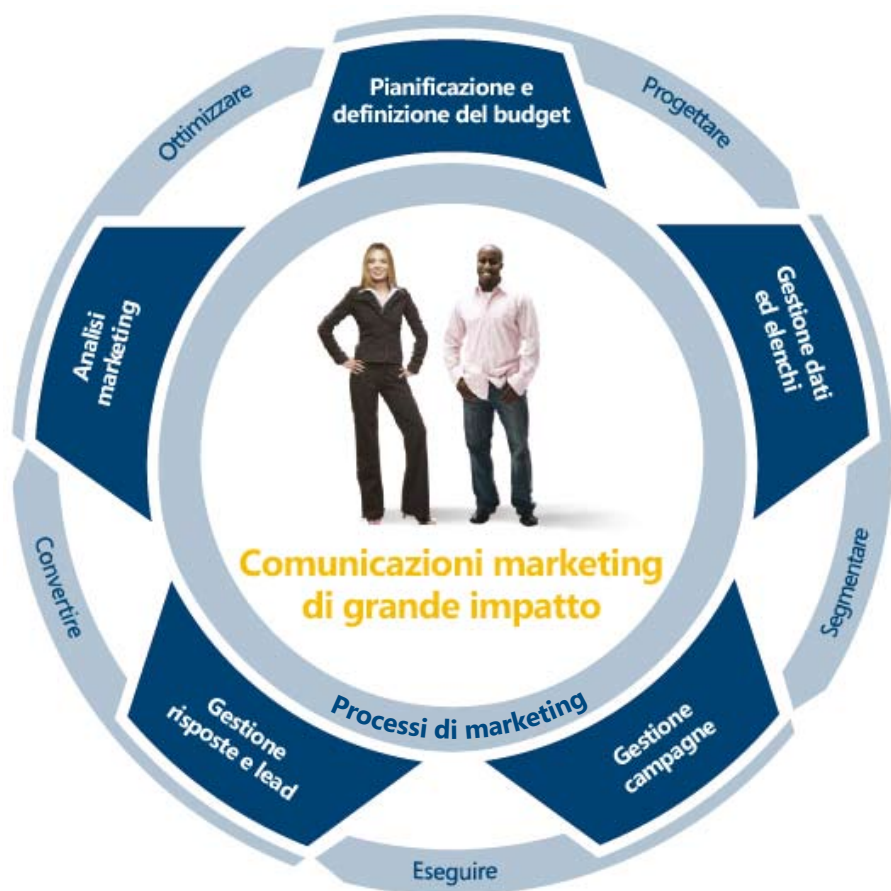 Pianificazione e
definizione del budget
Progettare
Gestione dati
ed elenchi
Segmentare
Gestione
campagne
Eseguire
Gestione
risposte e lead
Convertire
Analisi
marketing
Ottimizzare
Comunicazioni marketing
di grande impatto
Processi di marketing